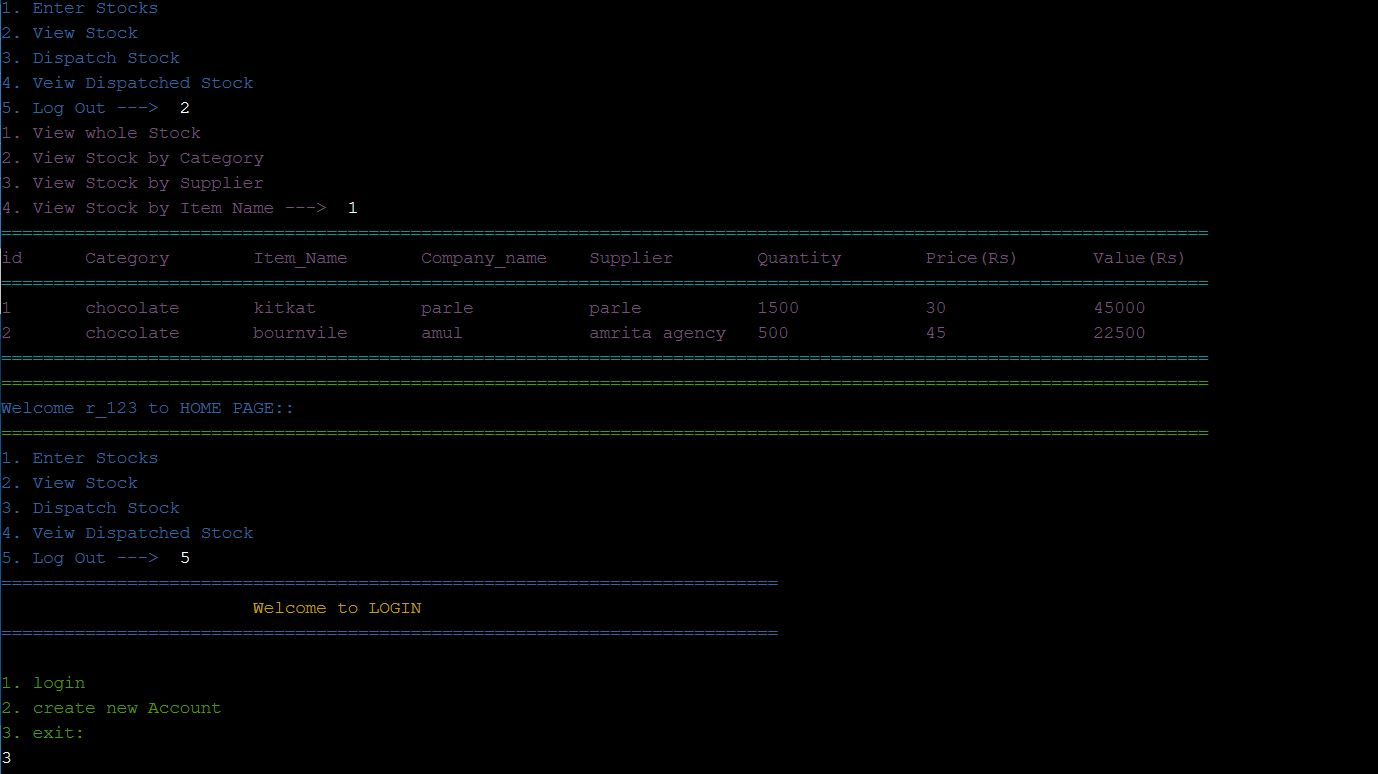 1. Enter Stocks
2. View Stock
3. Dispatch Stock
4. Veiw Dispatched Stock
5. Log Out --->  2
1. View whole Stock
2. View Stock by Category
3. View Stock by Supplier
4. View Stock by Item Name --->  1
===================================================================================================================
id      Category        Item_Name       Company_name    Supplier        Quantity        Price(Rs)       Value(Rs)
===================================================================================================================
1       chocolate       kitkat          parle           parle           1500            30              45000
2       chocolate       bournvile       amul            amrita agency   500             45              22500
===================================================================================================================
===================================================================================================================
Welcome r_123 to HOME PAGE::
===================================================================================================================
1. Enter Stocks
2. View Stock
3. Dispatch Stock
4. Veiw Dispatched Stock
5. Log Out --->  5
==========================================================================
                        Welcome to LOGIN
==========================================================================

1. login
2. create new Account
3. exit:
3